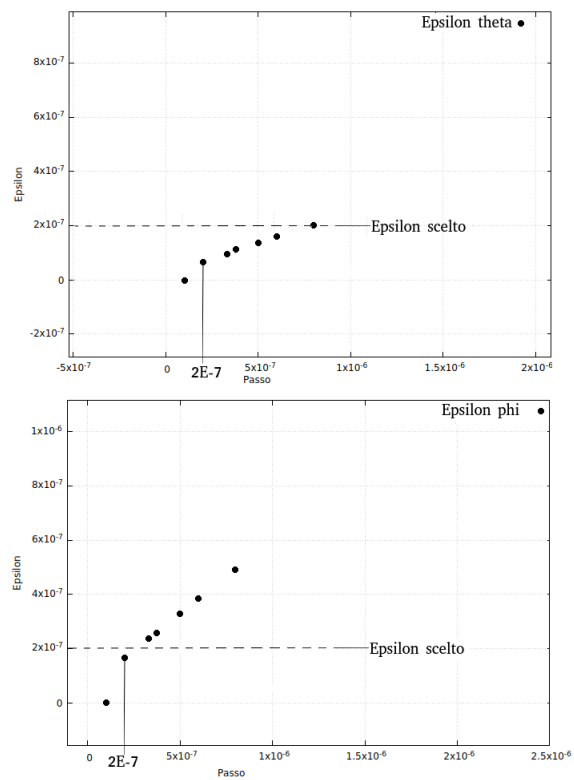 Epsilon theta
8x10-7
6x10-7
4x10-7
Epsilon
2x10-7
Epsilon scelto
0
-2x10-7
-5x10-7 0 2E-7 5x10-7 1x10-6 1.5x10-6 2x10-6
Passo
Epsilon phi
1x10-6
8x10-7
6x10-7
Epsilon
4x10-7
2x10-7
Epsilon scelto
0
0 2E-7 5x10-7 1x10-6 1.5x10-6 2x10-6 2.5x10-6
Passo